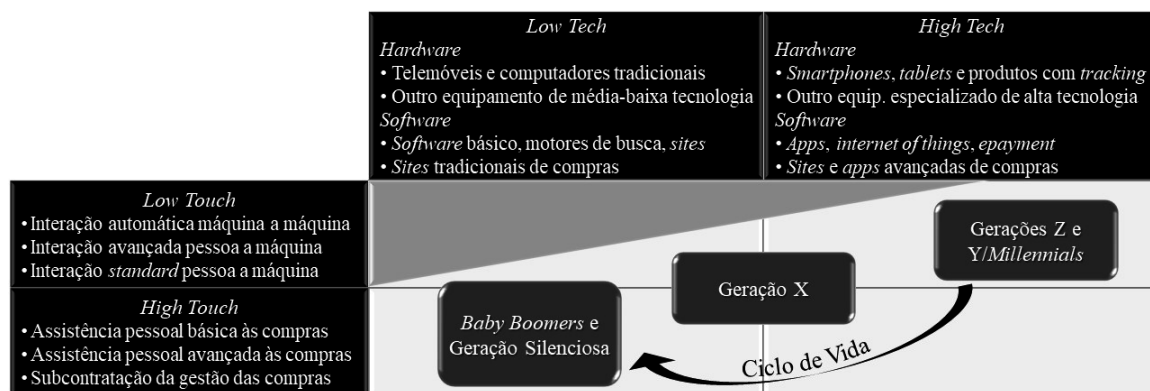 Low Tech
Hardware
• Telemóveis e computadores tradicionais
• Outro equipamento de média-baixa tecnologia
Software
• Software básico, motores de busca, sites
• Sites tradicionais de compras
High Tech
Hardware
• Smartphones, tablets e produtos com tracking
• Outro equip. especializado de alta tecnologia
Software
• Apps, internet of things, epayment
• Sites e apps avançadas de compras
Low Touch
• Interação automática máquina a máquina
• Interação avançada pessoa a máquina
• Interação standard pessoa a máquina
High Touch
• Assistência pessoal básica às compras
• Assistência pessoal avançada às compras
• Subcontratação da gestão das compras
Gerações Z e
Y/Millennials
Geração X
Baby Boomers e
Geração Silenciosa
Ciclo de Vida